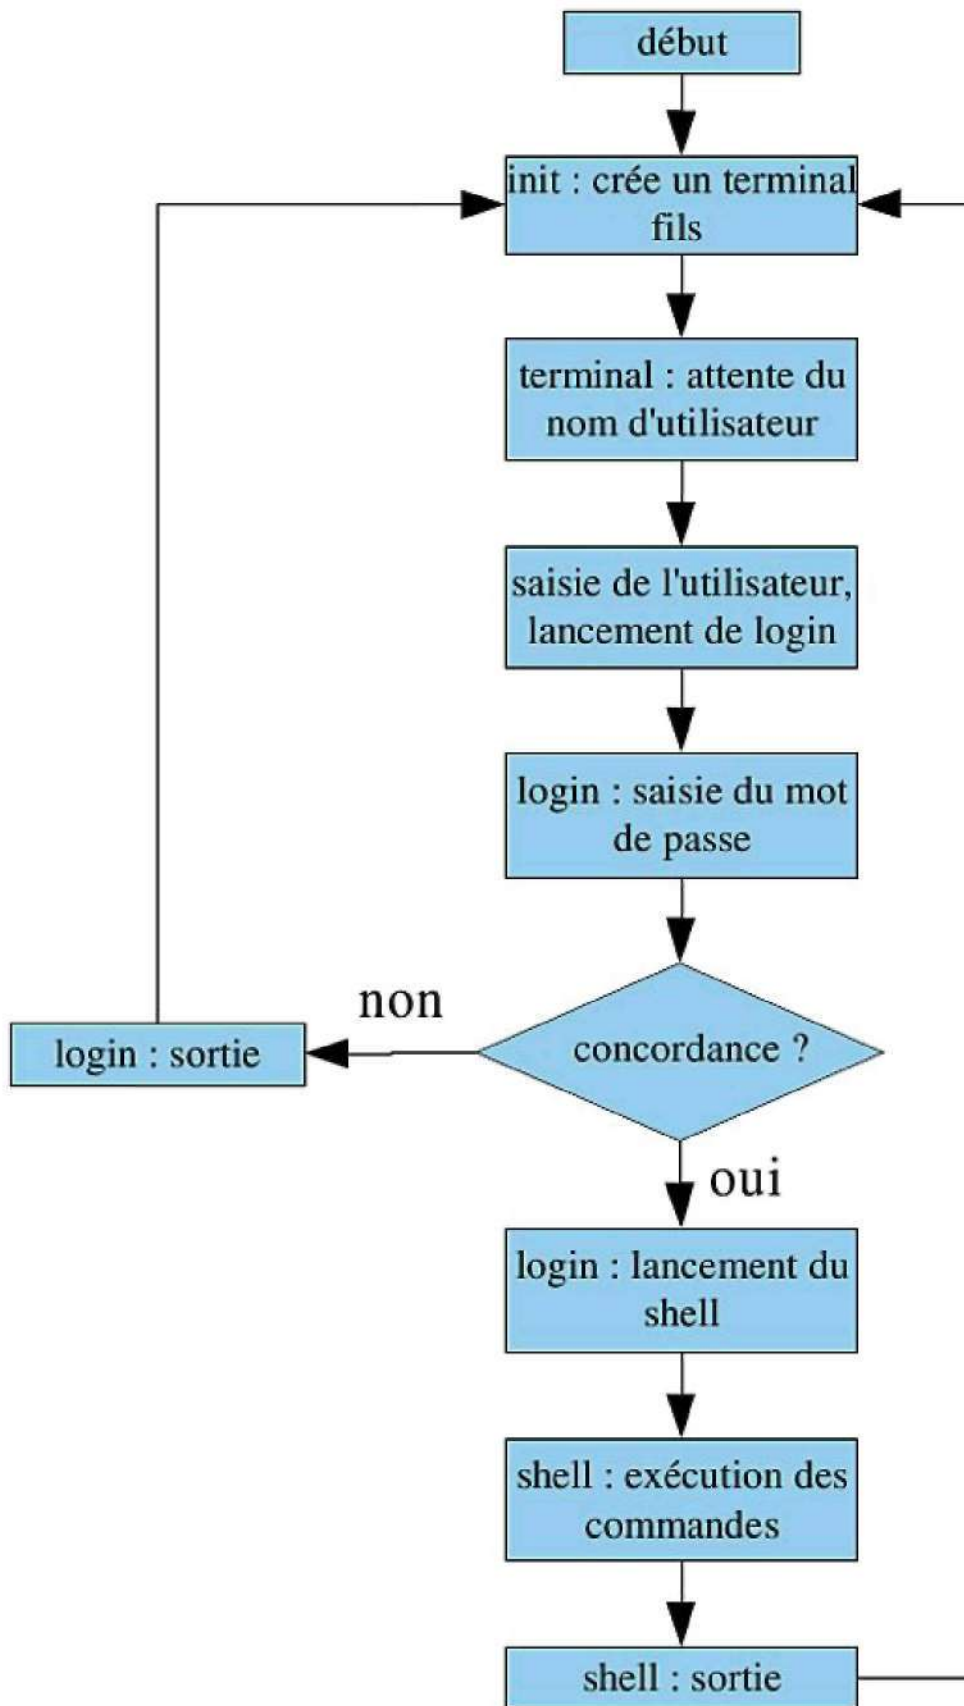 début
init : crée un terminal
fils
terminal : attente du
nom d'utilisateur
saisie de l'utilisateur,
lancement de login
login : saisie du mot
de passe
concordance ?
non
login : sortie
oui
login : lancement du
shell
shell : exécution des
commandes
shell : sortie